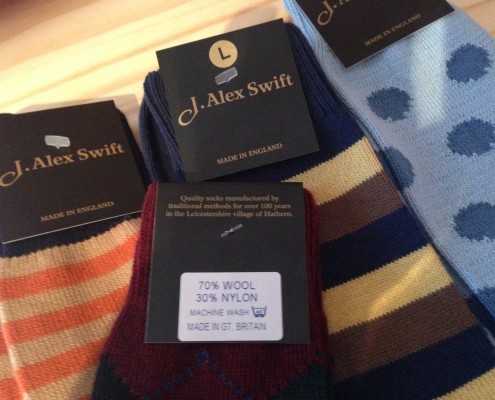 J. Alex Swift
MADE IN ENGLAND
L
J. Alex Swift
MADE IN ENGLAND
MADE IN ENGLAND
Quality socks manufactured by
traditional methods for over 100 years
in the Leicestershire village of Hathern.
70% WOOL
30% NYLON
MACHINE WASH 40
MADE IN GT. BRITAIN